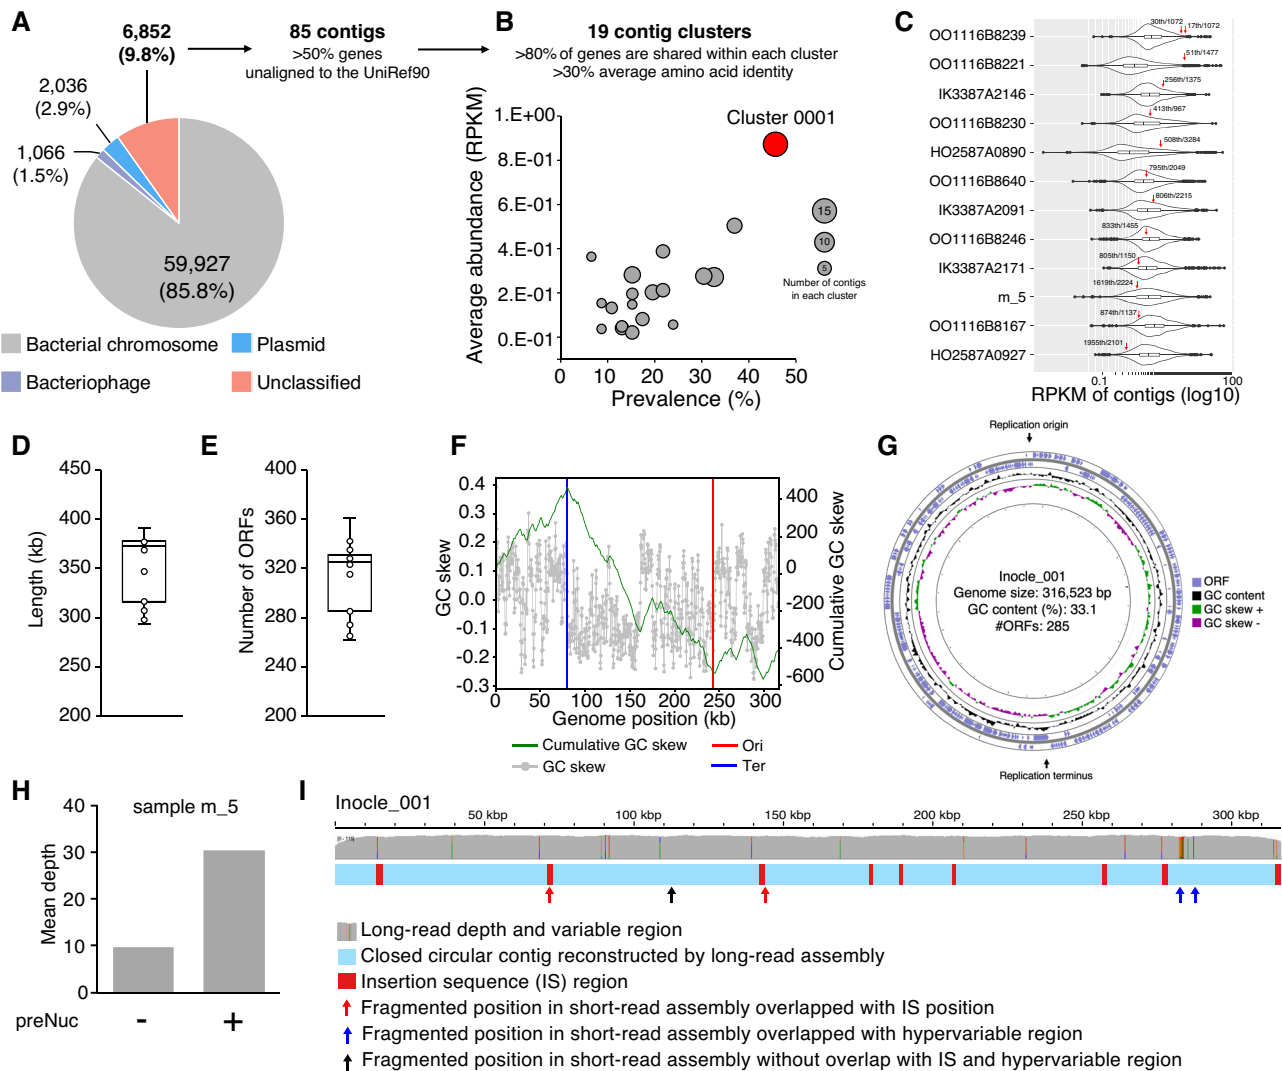 A
6,852
(9.8%)
85 contigs
>50% genes
unaligned to the UniRef90
2,036
(2.9%)
1,066
(1.5%)
59,927
(85.8%)
Bacterial chromosome
Plasmid
Bacteriophage
Unclassified
B
19 contig clusters
>80% of genes are shared within each cluster
>30% average amino acid identity
Average abundance (RPKM)
1.E+00
8.E-01
6.E-01
4.E-01
2.E-01
0.E-01
Cluster 0001
15
10
5
Number of contigs
in each cluster
0 10 20 30 40 50
Prevalence (%)
C
OO1116B8239
30th/1072
17th/1072
OO1116B8221
51th/1477
IK3387A2146
256th/1375
OO1116B8230
413th/967
HO2587A0890
508th/3284
OO1116B8640
795th/2049
IK3387A2091
806th/2215
OO1116B8246
833th/1455
IK3387A2171
805th/1150
m_5
1619th/2224
OO1116B8167
874th/1137
HO2587A0927
1955th/2101
0.1 100
RPKM of contigs (log10)
D
Length (kb)
450
400
350
300
250
200
E
Number of ORFs
400
360
320
280
240
200
F
GC skew
0.4
0.3
0.2
0.1
0.0
-0.1
-0.2
-0.3
Cumulative GC skew
400
200
0
-200
-400
-600
0 50 100 150 200 250 300
Genome position (kb)
Cumulative GC skew
Ori
GC skew
Ter
G
Replication origin
Inocle_001
Genome size: 316,523 bp
GC content (%): 33.1
#ORFs: 285
Replication terminus
ORF
GC content
GC skew +
GC skew -
H
sample m_5
Mean depth
40
30
20
10
0
preNuc - +
I
Inocle_001
50 kbp 100 kbp 150 kbp 200 kbp 250 kbp 300 kbp
Long-read depth and variable region
Closed circular contig reconstructed by long-read assembly
Insertion sequence (IS) region
Fragmented position in short-read assembly overlapped with IS position
Fragmented position in short-read assembly overlapped with hypervariable region
Fragmented position in short-read assembly without overlap with IS and hypervariable region